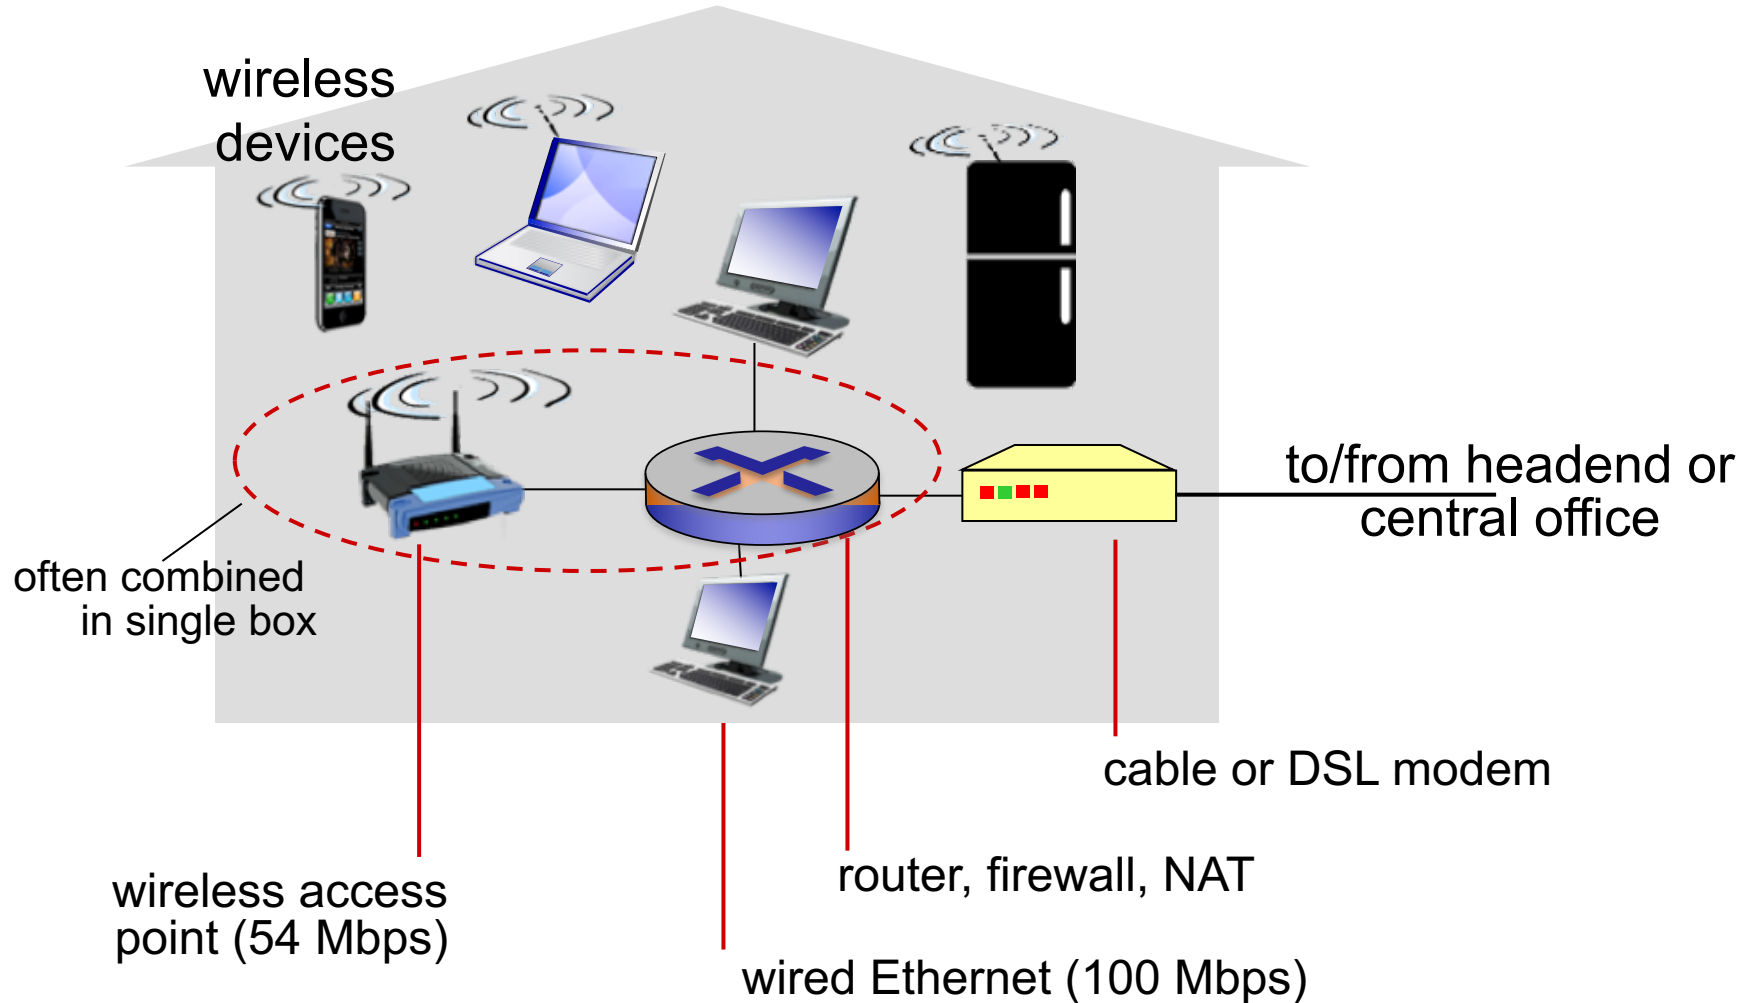 wireless
devices
to/from headend or
central office
often combined
in single box
cable or DSL modem
router, firewall, NAT
wireless access
point (54 Mbps)
wired Ethernet (100 Mbps)